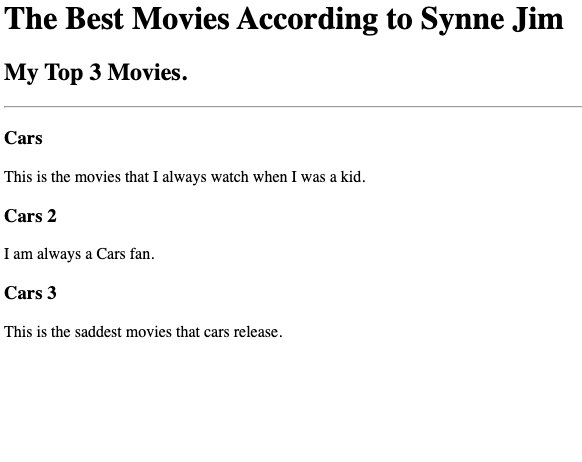 The Best Movies According to Synne Jim
My Top 3 Movies.
Cars
This is the movies that I always watch when I was a kid.
Cars 2
I am always a Cars fan.
Cars 3
This is the saddest movies that cars release.